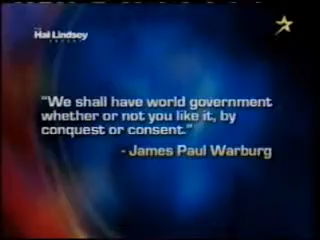 Hal Lindsey
REPORT
"We shall have world government
whether or not you like it, by
conquest or consent."
- James Paul Warburg